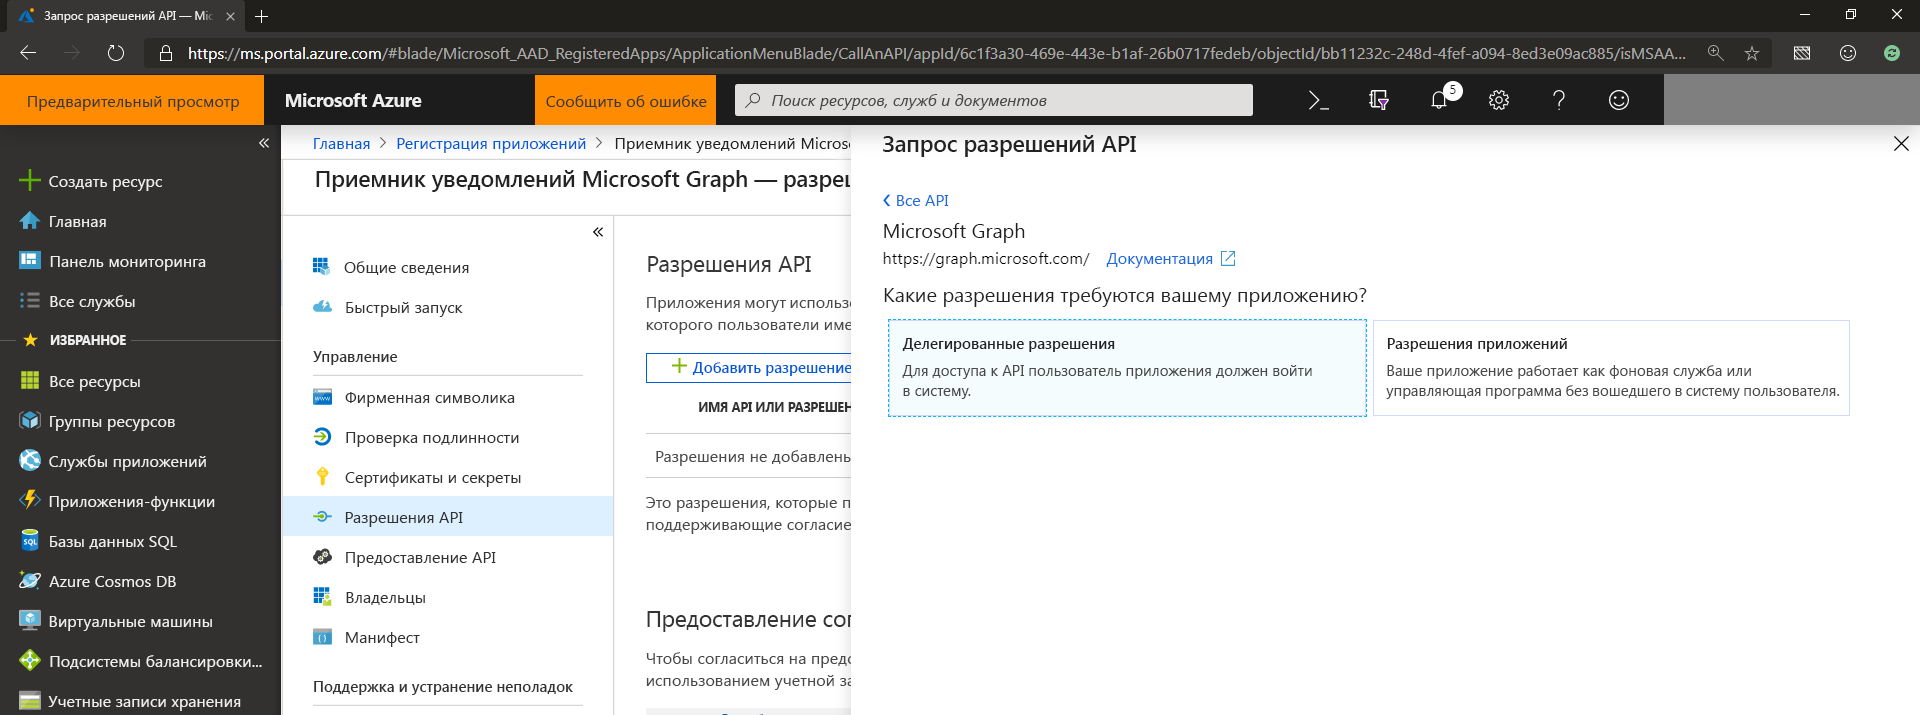 Запрос разрешений API — Mic
https://ms.portal.azure.com/#blade/Microsoft_AAD_RegisteredApps/ApplicationMenuBlade/CallAnAPI/appId/6c1f3a30-469e-443e-b1af-26b0717fedeb/objectId/bb11232c-248d-4fef-a094-8ed3e09ac885/isMSAA...
Предварительный просмотр
Microsoft Azure
Сообщить об ошибке
Поиск ресурсов, служб и документов
5
Создать ресурс
Главная
Панель мониторинга
Все службы
ИЗБРАННОЕ
Все ресурсы
Группы ресурсов
Службы приложений
Приложения-функции
Базы данных SQL
Azure Cosmos DB
Виртуальные машины
Подсистемы балансировки...
Учетные записи хранения
Главная > Регистрация приложений > Приемник уведомлений Microso
Приемник уведомлений Microsoft Graph — разреш
Общие сведения
Быстрый запуск
Управление
Фирменная символика
Проверка подлинности
Сертификаты и секреты
Разрешения API
Предоставление API
Владельцы
Манифест
Поддержка и устранение неполадок
Разрешения API
Приложения могут использо
которого пользователи име
Добавить разрешение
ИМЯ API ИЛИ РАЗРЕШЕН
Разрешения не добавлены
Это разрешения, которые п
поддерживающие согласие
Предоставление сог
Чтобы согласиться на предо
использованием учетной за
Запрос разрешений API
Все API
Microsoft Graph
https://graph.microsoft.com/ Документация
Какие разрешения требуются вашему приложению?
Делегированные разрешения
Для доступа к API пользователь приложения должен войти
в систему.
Разрешения приложений
Ваше приложение работает как фоновая служба или
управляющая программа без вошедшего в систему пользователя.